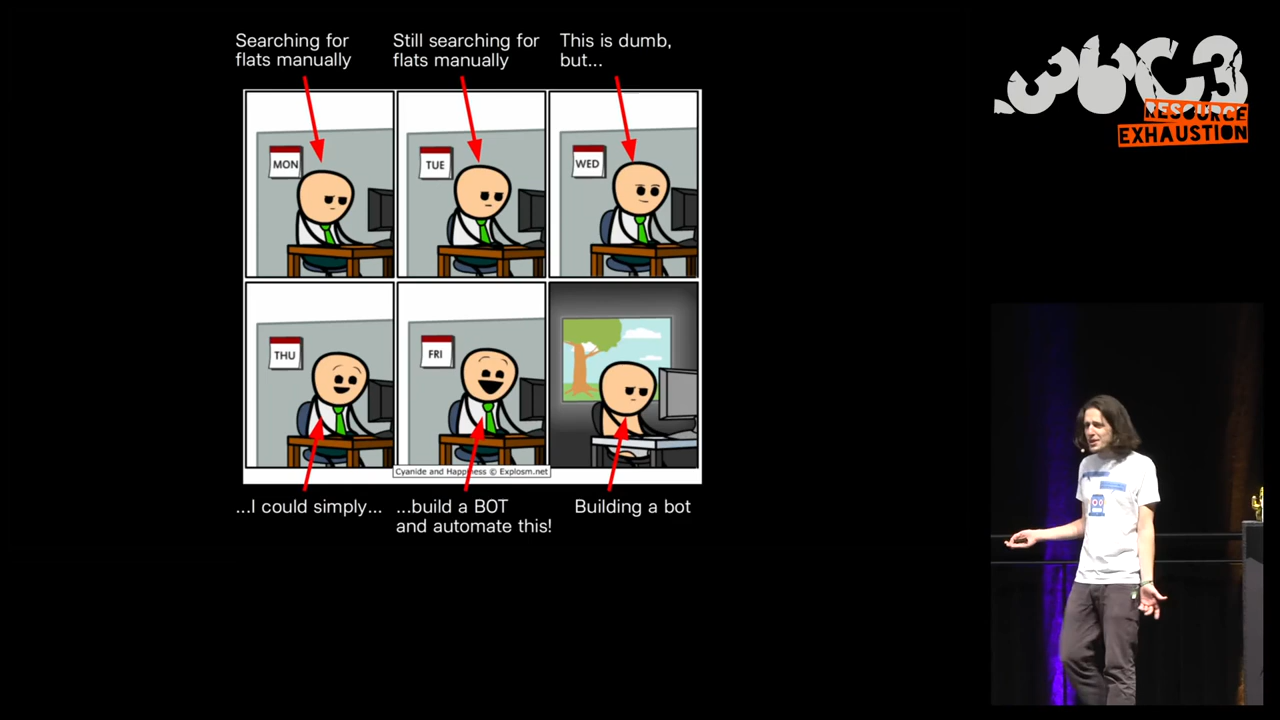 Searching for
flats manually
Still searching for
flats manually
This is dumb,
but...
MON
TUE
WED
THU
FRI
Cyanide and Happiness © Explosm.net
...I could simply...
...build a BOT
and automate this!
Building a bot
36C3
RESOURCE
EXHAUSTION